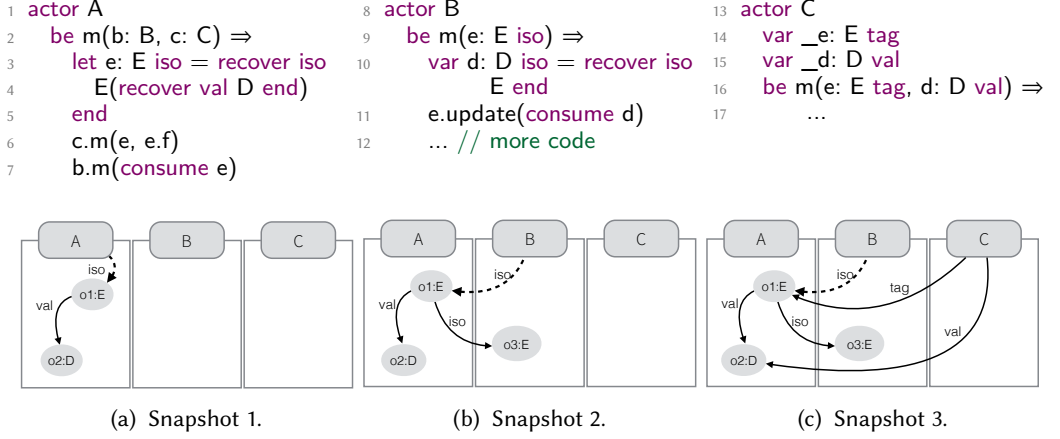 1 actor A
2 be m(b: B, c: C) ⇒
3 let e: E iso = recover iso
4 E(recover val D end)
5 end
6 c.m(e, e.f)
7 b.m(consume e)
8 actor B
9 be m(e: E iso) ⇒
10 var d: D iso = recover iso
E end
11 e.update(consume d)
12 ... // more code
13 actor C
14 var _e: E tag
15 var _d: D val
16 be m(e: E tag, d: D val) ⇒
17 ...
A B C
iso
o1:E
val
o2:D
(a) Snapshot 1.
A B C
iso
o1:E
val
iso
o3:E
o2:D
(b) Snapshot 2.
A B C
iso
o1:E
tag
val
iso
val
o3:E
o2:D
(c) Snapshot 3.